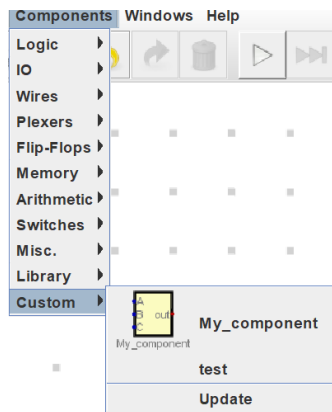 Components Windows Help
Logic
IO
Wires
Plexers
Flip-Flops
Memory
Arithmetic
Switches
Misc.
Library
Custom
A
B out
C
My_component
My_component
test
Update